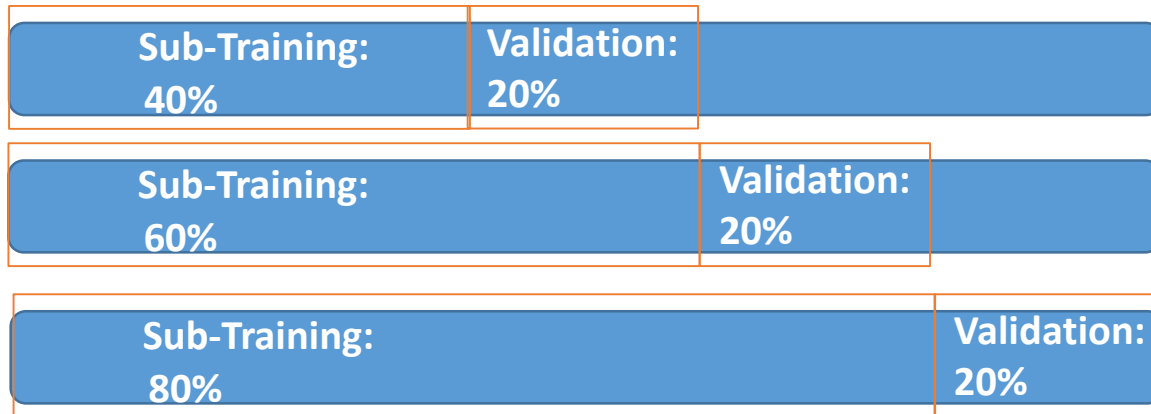 Sub-Training:
40%
Validation:
20%
Sub-Training:
60%
Validation:
20%
Sub-Training:
80%
Validation:
20%